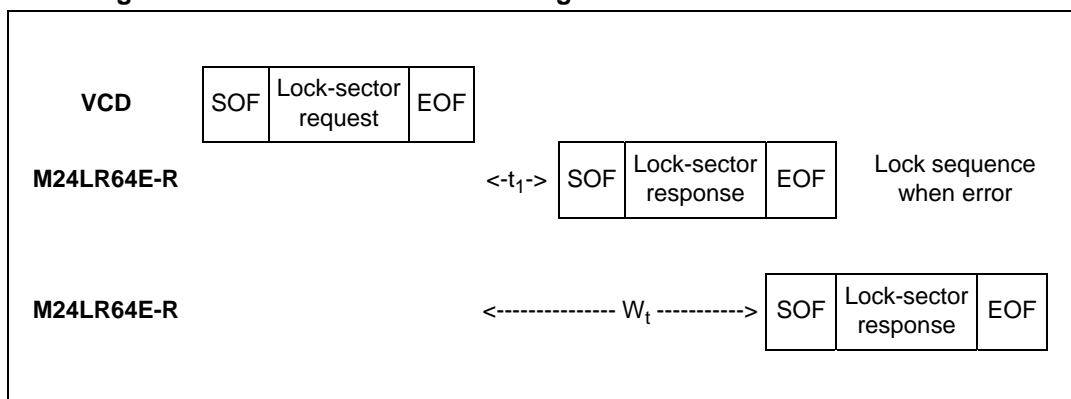 VCD SOF Lock-sector request EOF
M24LR64E-R <-t1-> SOF Lock-sector response EOF Lock sequence when error
M24LR64E-R <--------------- Wt -----------> SOF Lock-sector response EOF